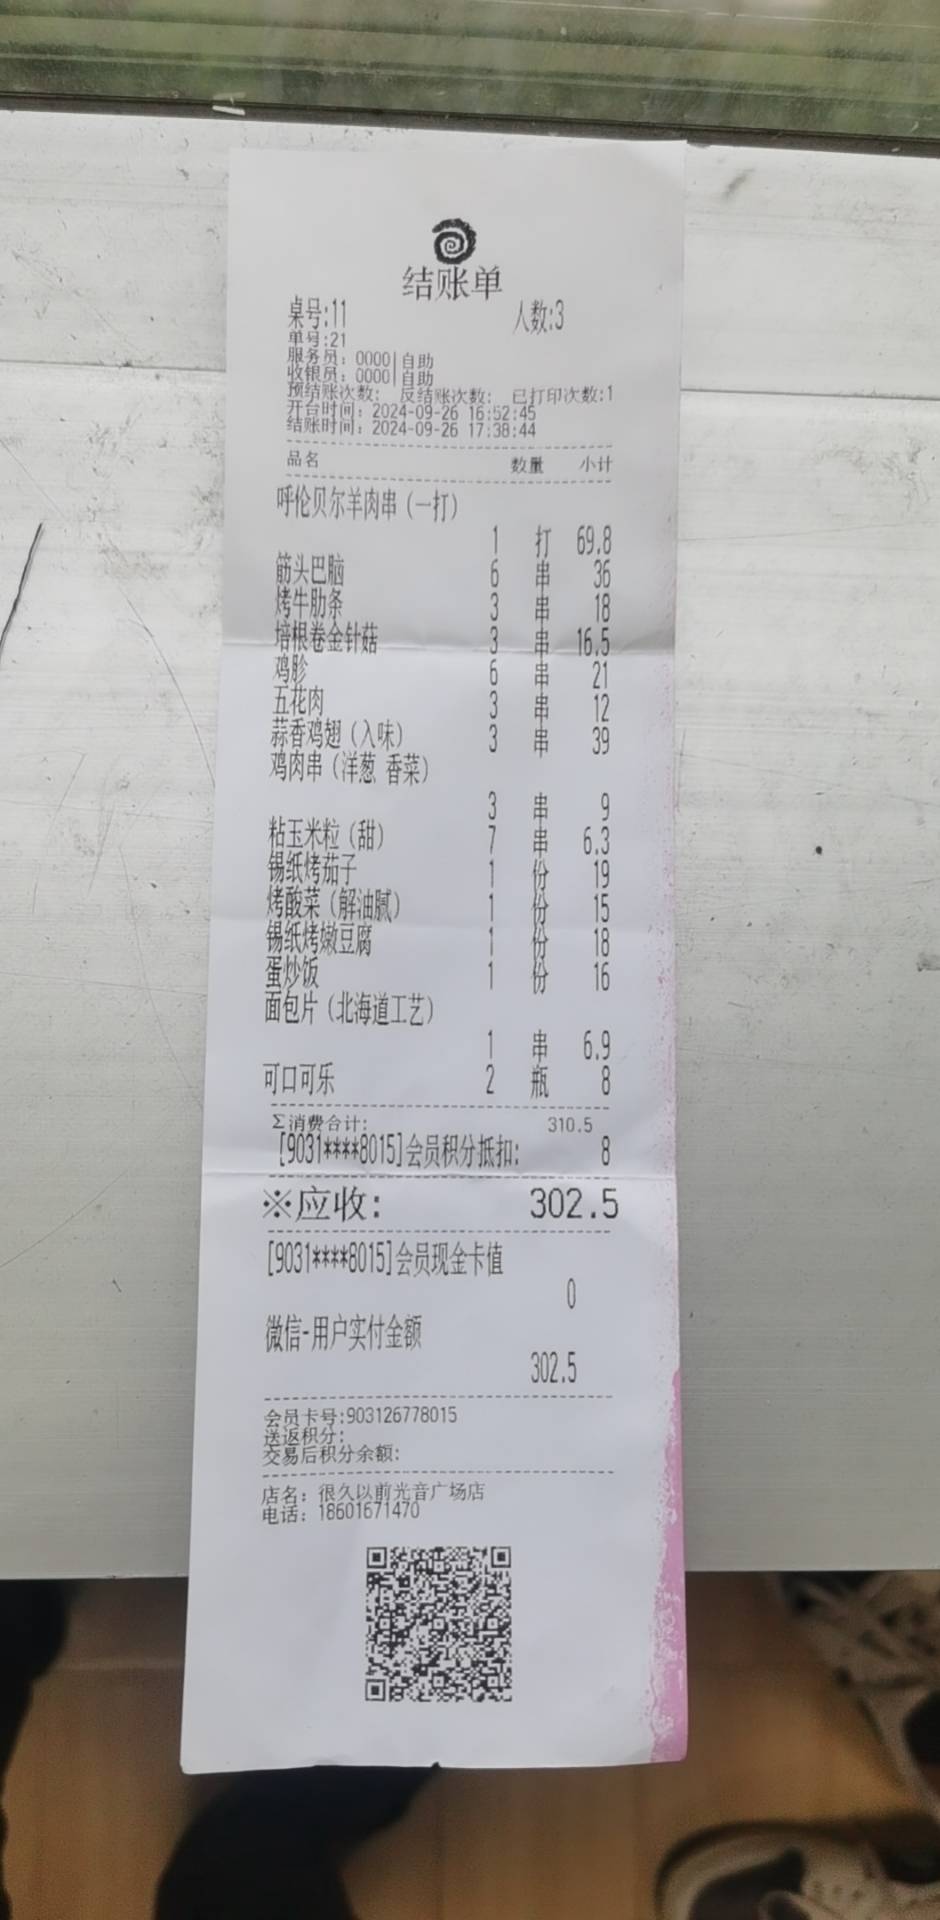 结账单
桌号:11 人数:3
单号:21
服务员: 0000|自助
收银员: 0000|自助
预结账次数: 反结账次数: 已打印次数:1
开台时间: 2024-09-26 16:52:45
结账时间: 2024-09-26 17:38:44
品名 数量 小计
呼伦贝尔羊肉串(一打)
1 打 69.8
筋头巴脑 6 串 36
烤牛肋条 3 串 18
培根卷金针菇 3 串 16.5
鸡胗 6 串 21
五花肉 3 串 12
蒜香鸡翅(入味) 3 串 39
鸡肉串(洋葱 香菜)
3 串 9
粘玉米粒(甜) 7 串 6.3
锡纸烤茄子 1 份 19
烤酸菜(解油腻) 1 份 15
锡纸烤嫩豆腐 1 份 18
蛋炒饭 1 份 16
面包片(北海道工艺)
1 串 6.9
可口可乐 2 瓶 8
Σ消费合计: 310.5
[9031****8015]会员积分抵扣: 8
※应收: 302.5
[9031****8015]会员现金卡值
0
微信-用户实付金额
302.5
会员卡号:903126778015
送返积分:
交易后积分余额:
店名: 很久以前光音广场店
电话: 18601671470